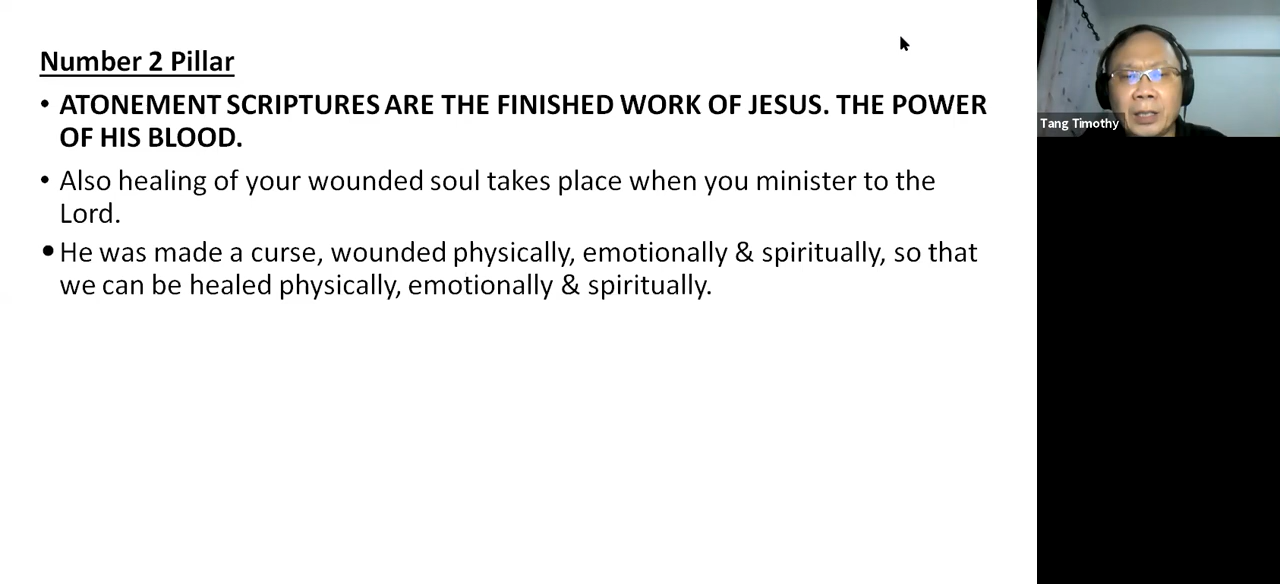 Number 2 Pillar
• ATONEMENT SCRIPTURES ARE THE FINISHED WORK OF JESUS. THE POWER
OF HIS BLOOD.
• Also healing of your wounded soul takes place when you minister to the
Lord.
• He was made a curse, wounded physically, emotionally & spiritually, so that
we can be healed physically, emotionally & spiritually.
Tang Timothy